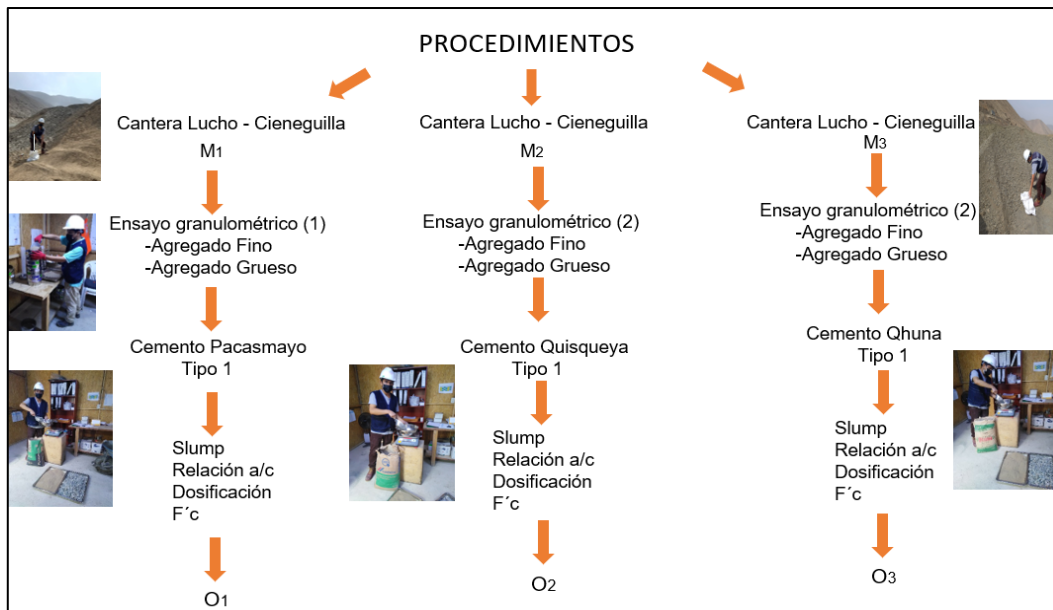 PROCEDIMIENTOS
Cantera Lucho - Cieneguilla
M1
Ensayo granulométrico (1)
-Agregado Fino
-Agregado Grueso
Cemento Pacasmayo
Tipo 1
Slump
Relación a/c
Dosificación
F´c
O1
Cantera Lucho - Cieneguilla
M2
Ensayo granulométrico (2)
-Agregado Fino
-Agregado Grueso
Cemento Quisqueya
Tipo 1
Slump
Relación a/c
Dosificación
F´c
O2
Cantera Lucho - Cieneguilla
M3
Ensayo granulométrico (2)
-Agregado Fino
-Agregado Grueso
Cemento Qhuna
Tipo 1
Slump
Relación a/c
Dosificación
F´c
O3